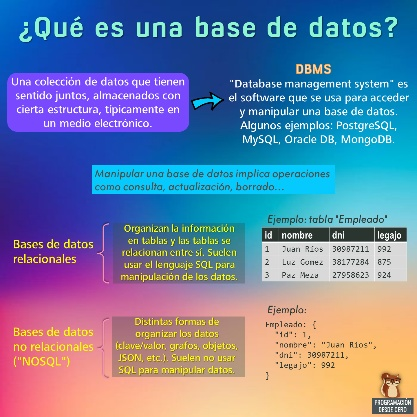 ¿Qué es una base de datos?
Una colección de datos que tienen
sentido juntos, almacenados con
cierta estructura, típicamente en
un medio electrónico.
DBMS
"Database management system" es
el software que se usa para acceder
y manipular una base de datos.
Algunos ejemplos: PostgreSQL,
MySQL, Oracle DB, MongoDB.
Manipular una base de datos implica operaciones
como consulta, actualización, borrado...
Bases de datos
relacionales
Organizan la información
en tablas y las tablas se
relacionan entre sí. Suelen
usar el lenguaje SQL para
manipulación de los datos.
Ejemplo: tabla "Empleado"
id nombre dni legajo
1 Juan Ríos 30987211 992
2 Luz Gómez 38177284 875
3 Paz Meza 27958623 924
Bases de datos
no relacionales
("NOSQL")
Distintas formas de
organizar los datos
(clave/valor, grafos, objetos,
JSON, etc.). Suelen no usar
SQL para manipular datos.
Ejemplo:
Empleado: {
"id": 1,
"nombre": "Juan Ríos",
"dni": 30987211,
"legajo": 992
}
PROGRAMACIÓN
DESDE CERO